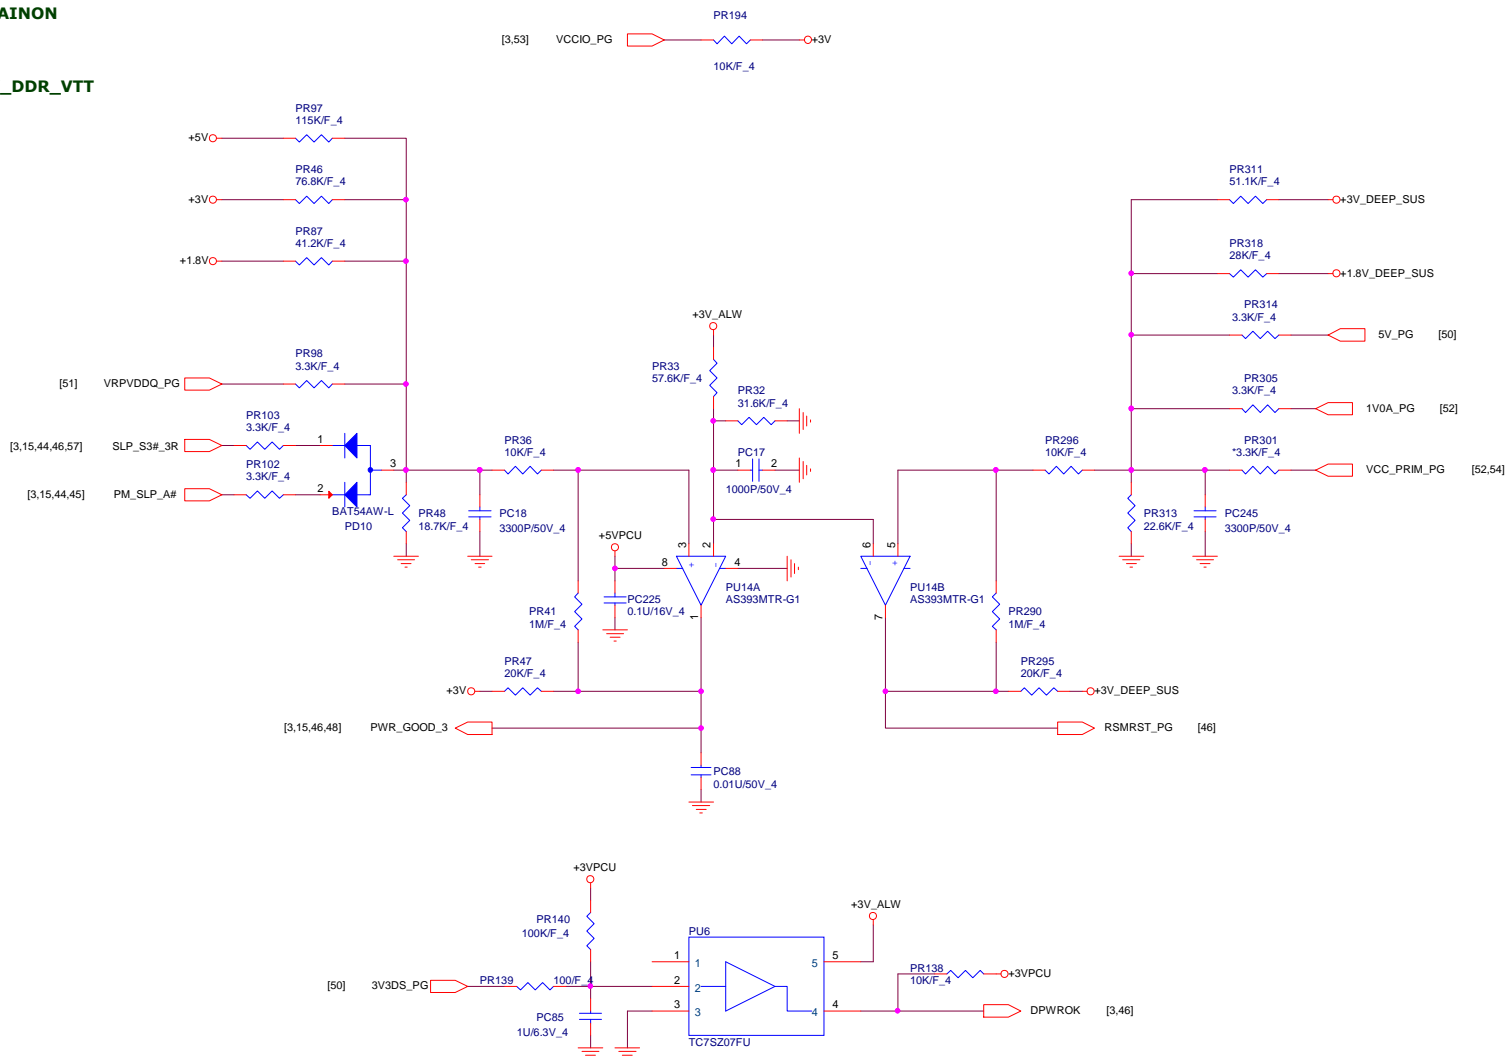 AINON
PR194
[3,53] VCCIO_PG +3V
10K/F_4
_DDR_VTT
PR97
115K/F_4
+5V
PR46
76.8K/F_4
+3V
PR87
41.2K/F_4
+1.8V
PR98
3.3K/F_4
[51] VRPVDDQ_PG
PR103
3.3K/F_4
[3,15,44,46,57] SLP_S3#_3R 1
PR102
3.3K/F_4
3
[3,15,44,45] PM_SLP_A# 2
BAT54AW-L
PD10
PR48
18.7K/F_4
PC18
3300P/50V_4
PR36
10K/F_4
+3V_ALW
PR33
57.6K/F_4
PR32
31.6K/F_4
PC17
1 2
1000P/50V_4
+5VPCU
3 2
8 + - 4
PU14A
AS393MTR-G1
1
PC225
0.1U/16V_4
PR41
1M/F_4
PR47
20K/F_4
+3V
[3,15,46,48] PWR_GOOD_3
PC88
0.01U/50V_4
6 5
- +
PU14B
AS393MTR-G1
7
PR290
1M/F_4
PR295
20K/F_4
+3V_DEEP_SUS
RSMRST_PG [46]
PR296
10K/F_4
PR311
51.1K/F_4
+3V_DEEP_SUS
PR318
28K/F_4
+1.8V_DEEP_SUS
PR314
3.3K/F_4
5V_PG [50]
PR305
3.3K/F_4
1V0A_PG [52]
PR301
*3.3K/F_4
VCC_PRIM_PG [52,54]
PR313
22.6K/F_4
PC245
3300P/50V_4
+3VPCU
PR140
100K/F_4
[50] 3V3DS_PG PR139 100/F_4
PC85
1U/6.3V_4
PU6
1 1
2 2
3 3
5 5
4 4
TC7SZ07FU
+3V_ALW
PR138
10K/F_4
+3VPCU
DPWROK [3,46]